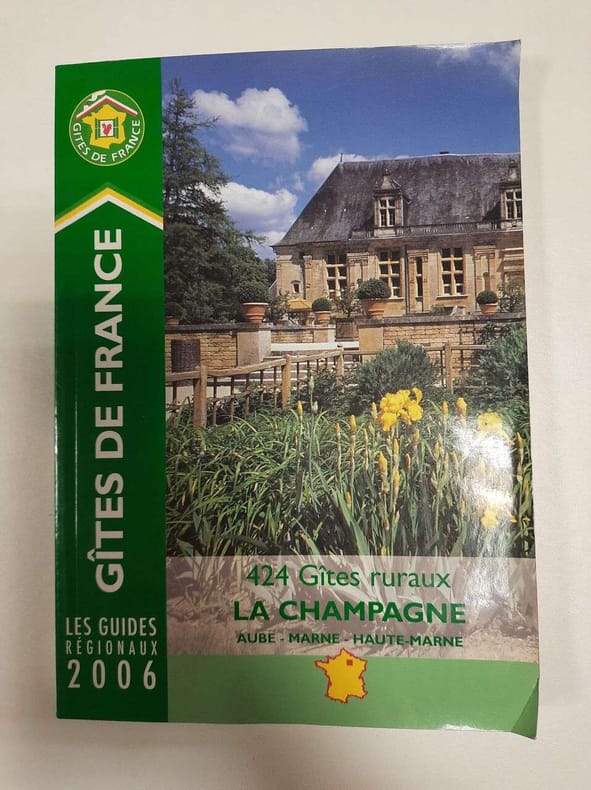 GÎTES DE FRANCE
GÎTES DE FRANCE
LES GUIDES
RÉGIONAUX
2006
424 Gîtes ruraux
LA CHAMPAGNE
AUBE - MARNE - HAUTE-MARNE